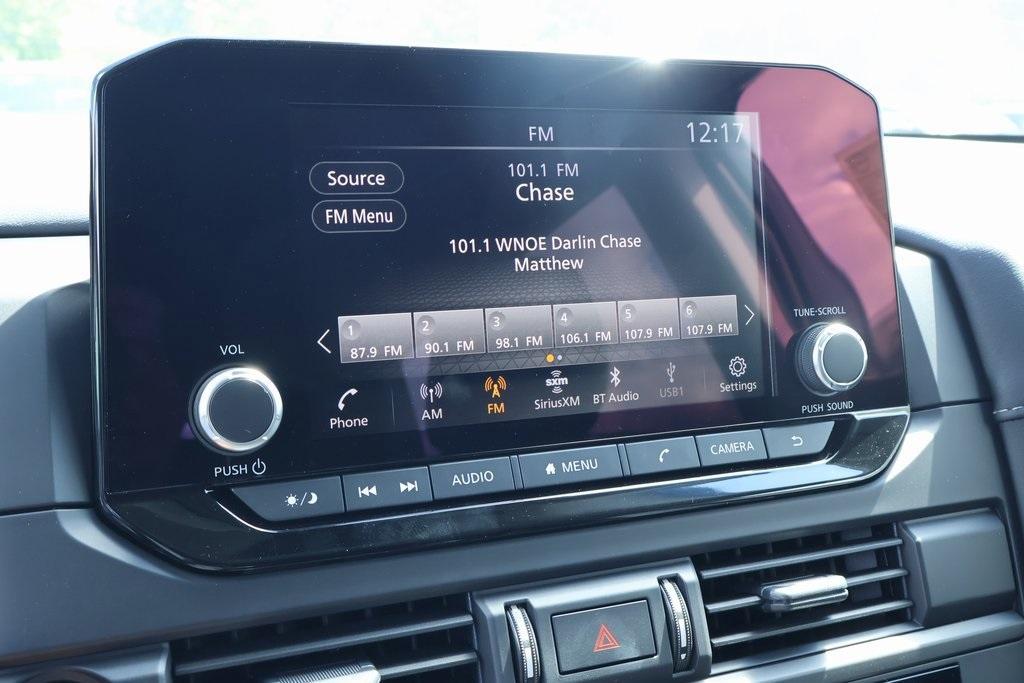 FM
12:17
Source
FM Menu
101.1 FM
Chase
101.1 WNOE Darlin Chase
Matthew
1
87.9 FM
2
90.1 FM
3
98.1 FM
4
106.1 FM
5
107.9 FM
6
107.9 FM
Phone
AM
FM
sxm
SiriusXM
BT Audio
USB1
Settings
VOL
PUSH
TUNE·SCROLL
PUSH SOUND
AUDIO
MENU
CAMERA